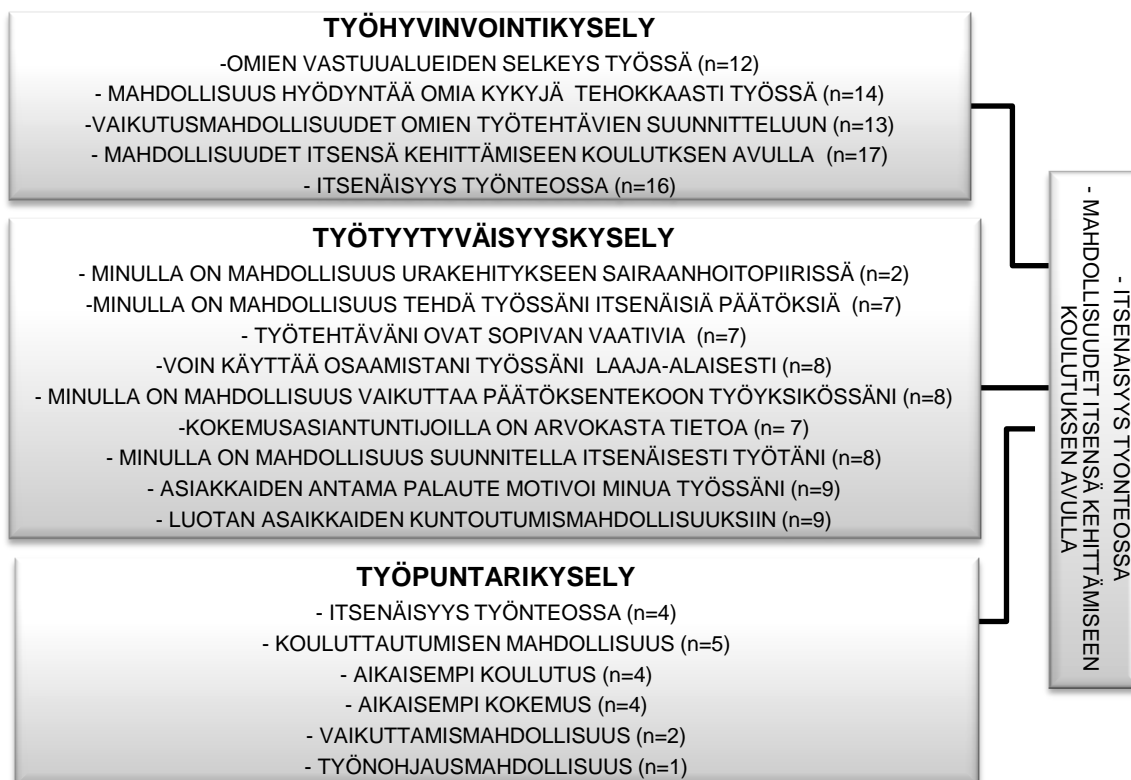 TYÖHYVINVOINTIKYSELY
-OMIEN VASTUUALUEIDEN SELKEYS TYÖSSÄ (n=12)
- MAHDOLLISUUS HYÖDYNTÄÄ OMIA KYKYJÄ TEHOKKAASTI TYÖSSÄ (n=14)
-VAIKUTUSMAHDOLLISUUDET OMIEN TYÖTEHTÄVIEN SUUNNITTELUUN (n=13)
- MAHDOLLISUUDET ITSENSÄ KEHITTÄMISEEN KOULUTKSEN AVULLA (n=17)
- ITSENÄISYYS TYÖNTEOSSA (n=16)
TYÖTYYTYVÄISYYSKYSELY
- MINULLA ON MAHDOLLISUUS URAKEHITYKSEEN SAIRAANHOITOPIIRISSÄ (n=2)
-MINULLA ON MAHDOLLISUUS TEHDÄ TYÖSSÄNI ITSENÄISIÄ PÄÄTÖKSIÄ (n=7)
- TYÖTEHTÄVÄNI OVAT SOPIVAN VAATIVIA (n=7)
-VOIN KÄYTTÄÄ OSAAMISTANI TYÖSSÄNI LAAJA-ALAISESTI (n=8)
- MINULLA ON MAHDOLLISUUS VAIKUTTAA PÄÄTÖKSENTEKOON TYÖYKSIKÖSSÄNI (n=8)
-KOKEMUSASIANTUNTIJOILLA ON ARVOKASTA TIETOA (n= 7)
- MINULLA ON MAHDOLLISUUS SUUNNITELLA ITSENÄISESTI TYÖTÄNI (n=8)
- ASIAKKAIDEN ANTAMA PALAUTE MOTIVOI MINUA TYÖSSÄNI (n=9)
- LUOTAN ASAIKKAIDEN KUNTOUTUMISMAHDOLLISUUKSIIN (n=9)
TYÖPUNTARIKYSELY
- ITSENÄISYYS TYÖNTEOSSA (n=4)
- KOULUTTAUTUMISEN MAHDOLLISUUS (n=5)
- AIKAISEMPI KOULUTUS (n=4)
- AIKAISEMPI KOKEMUS (n=4)
- VAIKUTTAMISMAHDOLLISUUS (n=2)
- TYÖNOHJAUSMAHDOLLISUUS (n=1)
- ITSENÄISYYS TYÖNTEOSSA
- MAHDOLLISUUDET ITSENSÄ KEHITTÄMISEEN
KOULUTUKSEN AVULLA